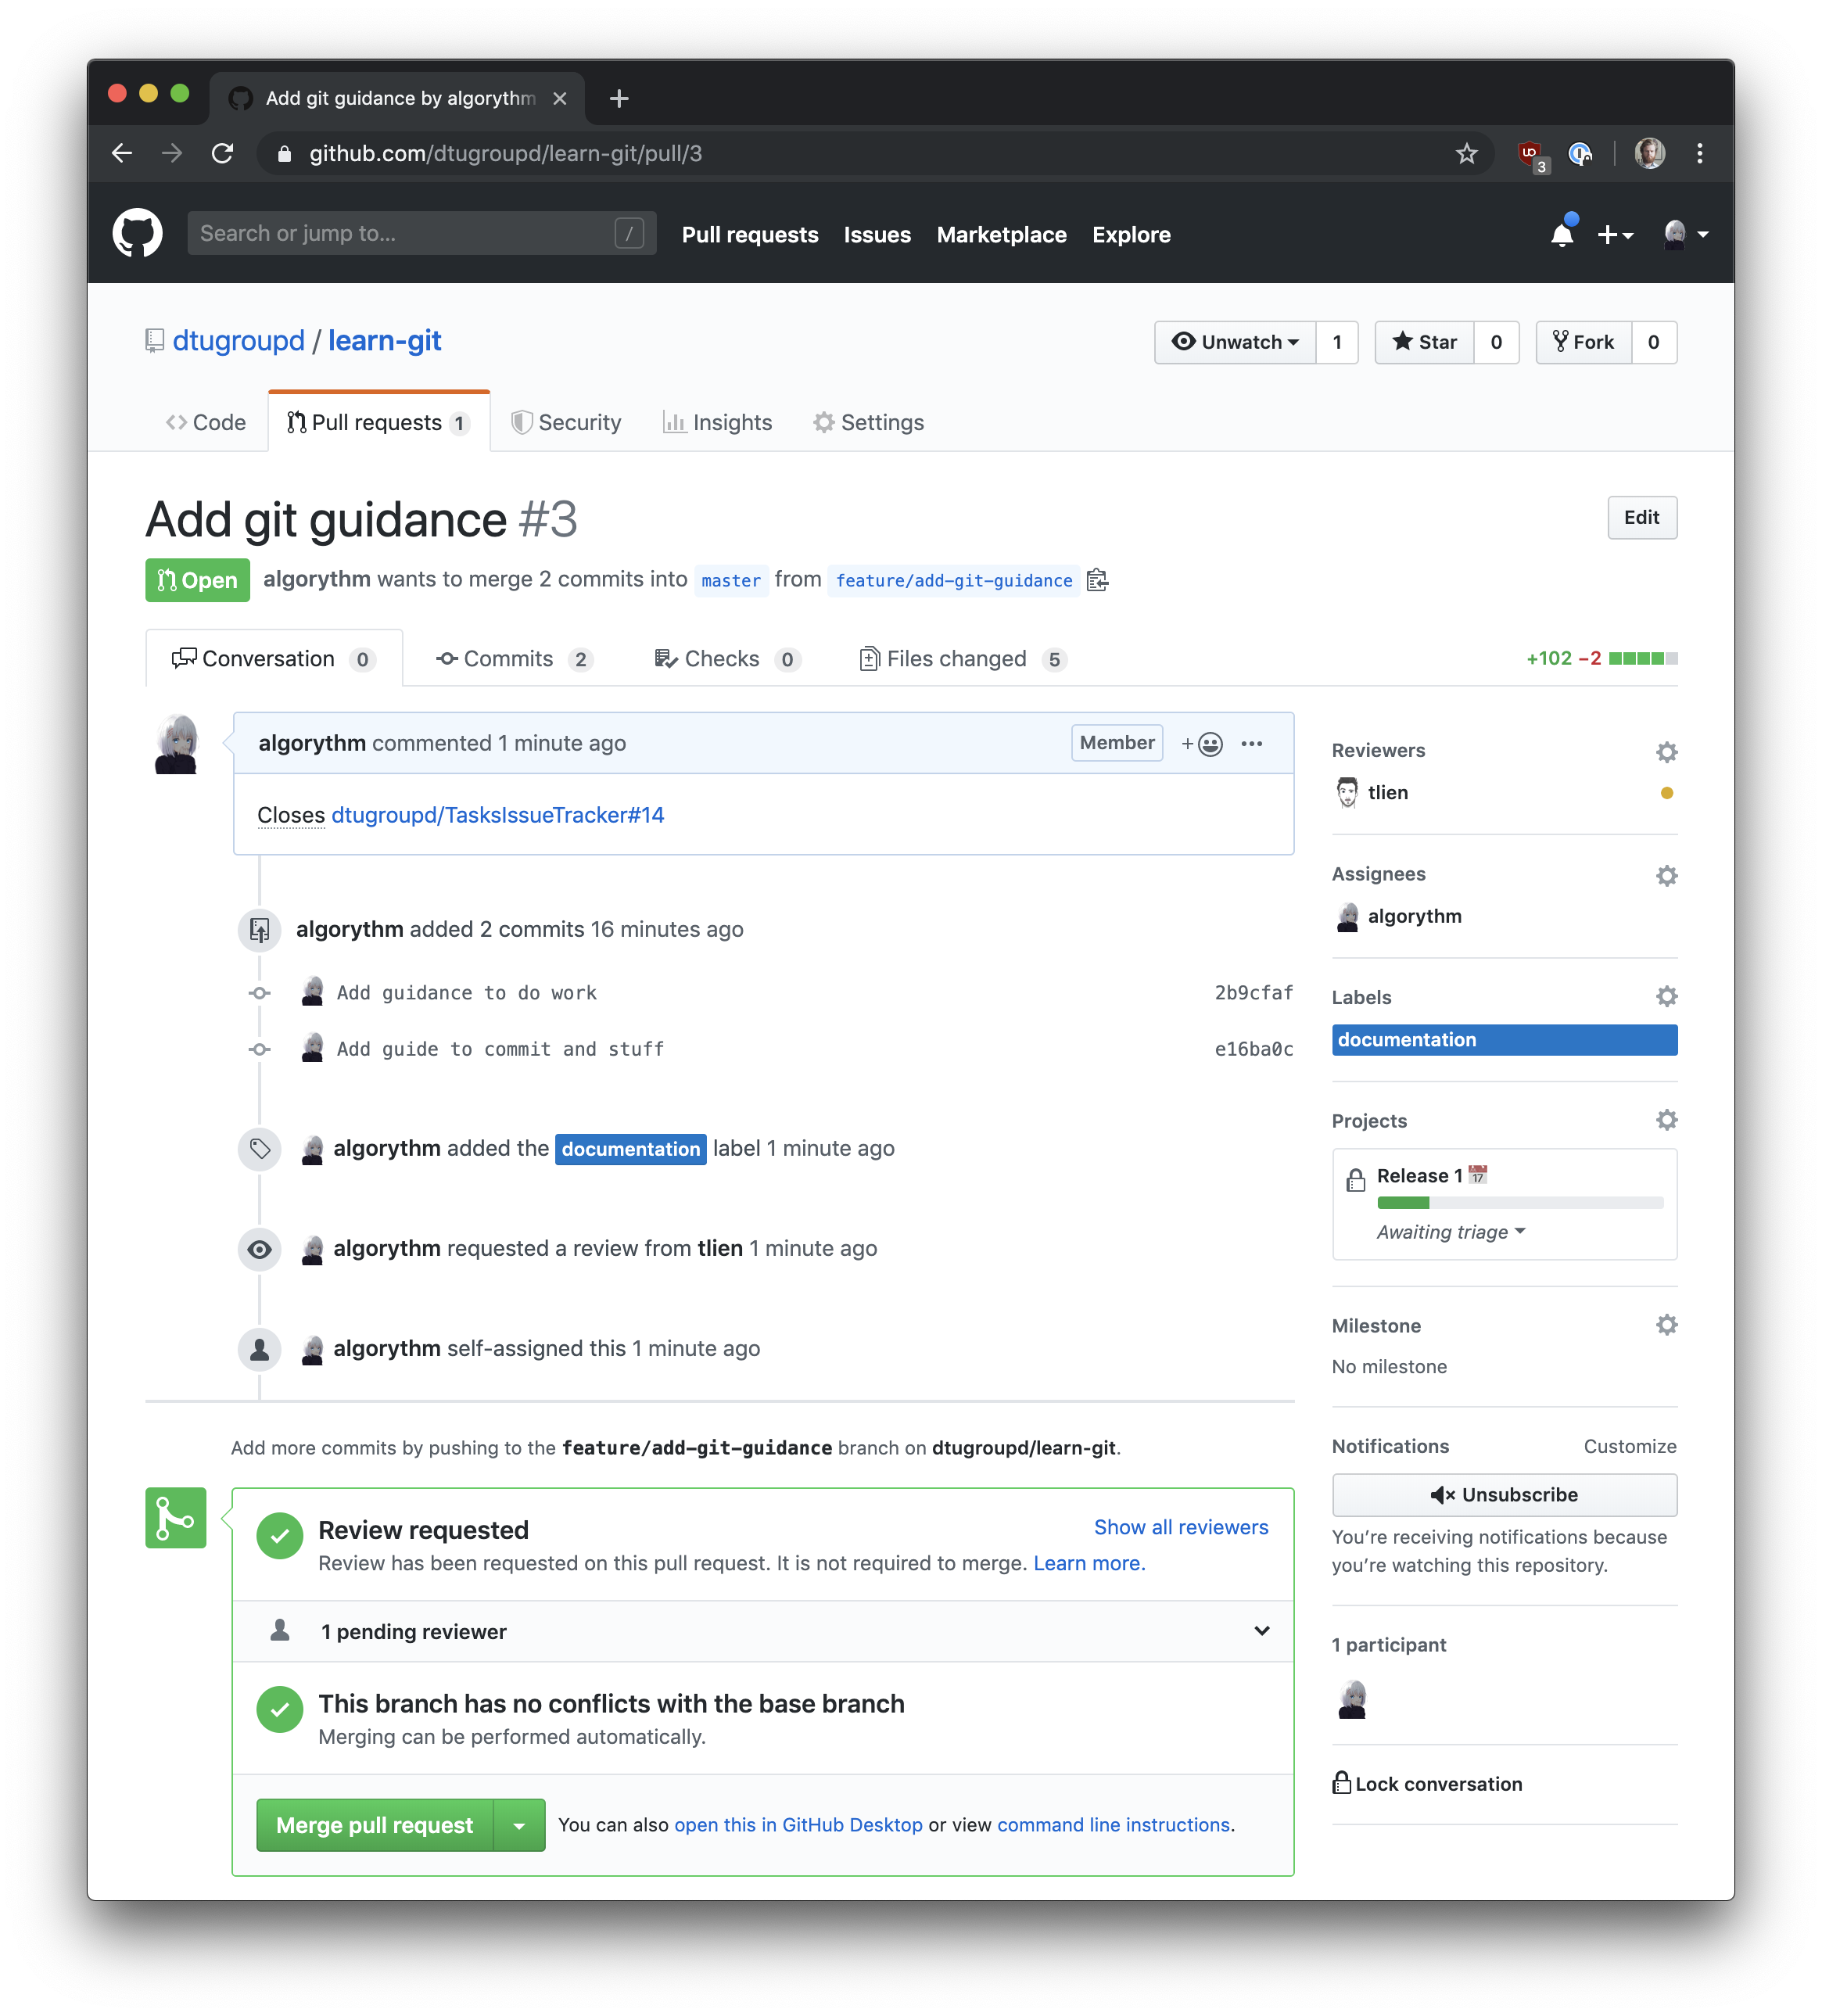 Add git guidance by algorythm
github.com/dtugroupd/learn-git/pull/3
3
Search or jump to... /
Pull requests Issues Marketplace Explore
dtugroupd / learn-git
Unwatch 1 Star 0 Fork 0
Code Pull requests 1 Security Insights Settings
Add git guidance #3
Edit
Open algorythm wants to merge 2 commits into master from feature/add-git-guidance
Conversation 0 Commits 2 Checks 0 Files changed 5
+102 −2
algorythm commented 1 minute ago
Member
Closes dtugroupd/TasksIssueTracker#14
algorythm added 2 commits 16 minutes ago
Add guidance to do work 2b9cfaf
Add guide to commit and stuff e16ba0c
algorythm added the documentation label 1 minute ago
algorythm requested a review from tlien 1 minute ago
algorythm self-assigned this 1 minute ago
Add more commits by pushing to the feature/add-git-guidance branch on dtugroupd/learn-git.
Review requested
Show all reviewers
Review has been requested on this pull request. It is not required to merge. Learn more.
1 pending reviewer
This branch has no conflicts with the base branch
Merging can be performed automatically.
Merge pull request
You can also open this in GitHub Desktop or view command line instructions.
Reviewers
tlien
Assignees
algorythm
Labels
documentation
Projects
Release 1 17
Awaiting triage
Milestone
No milestone
Notifications Customize
Unsubscribe
You’re receiving notifications because
you’re watching this repository.
1 participant
Lock conversation